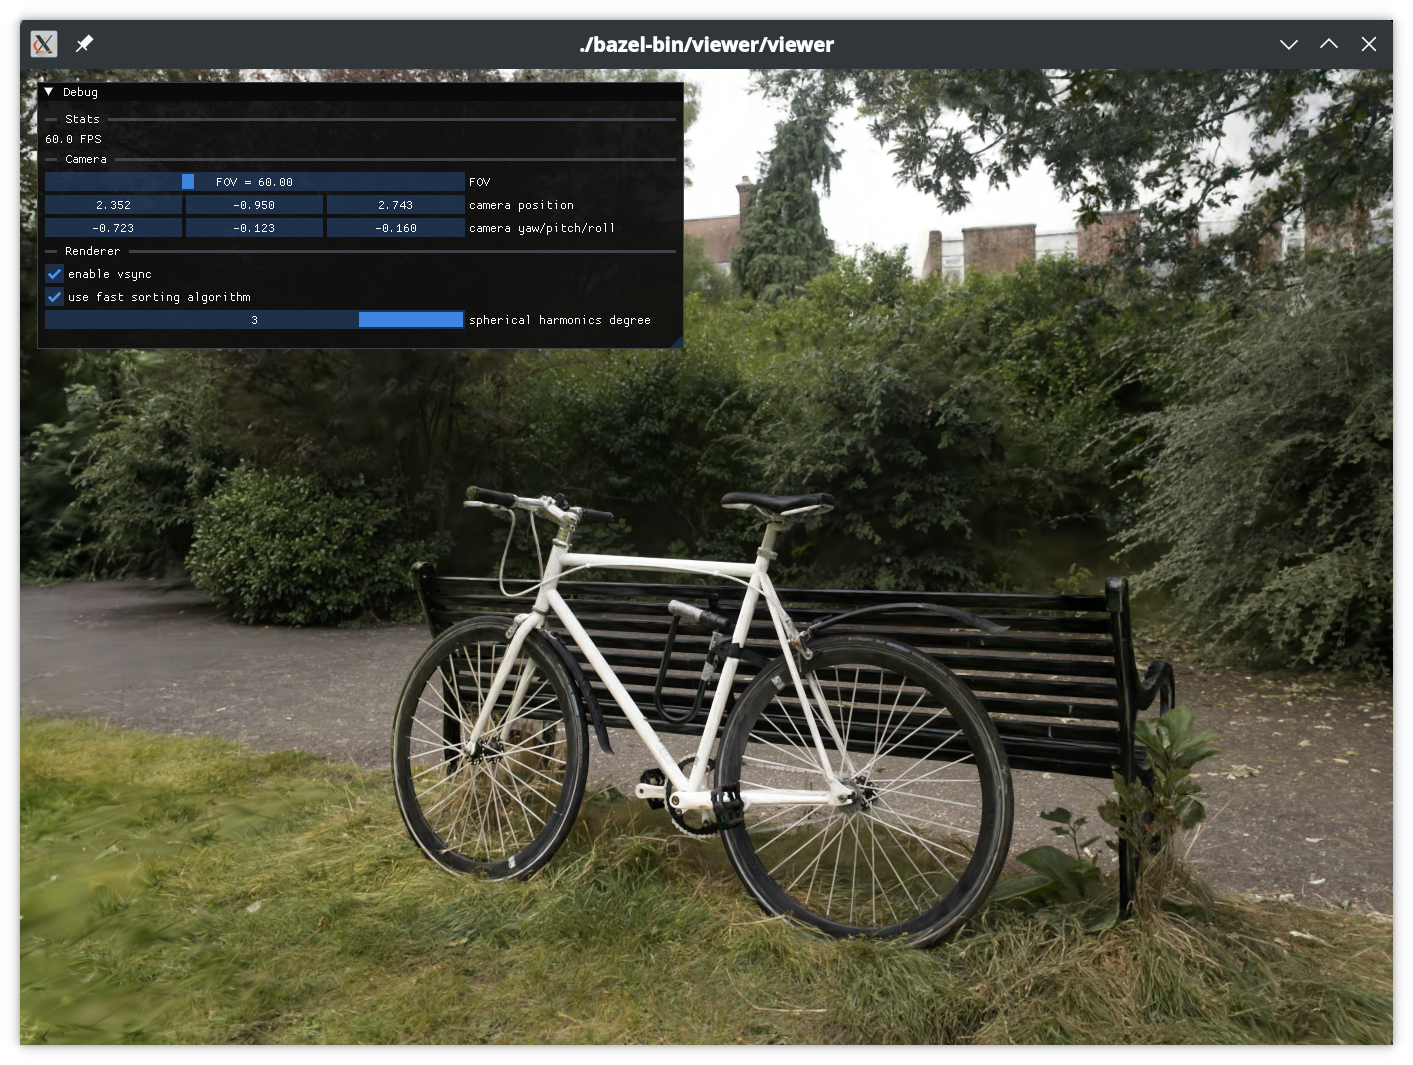 ./bazel-bin/viewer/viewer
Debug
Stats
60.0 FPS
Camera
FOV = 60.00 FOV
2.352 -0.950 2.743 camera position
-0.723 -0.123 -0.160 camera yaw/pitch/roll
Renderer
enable vsync
use fast sorting algorithm
3 spherical harmonics degree